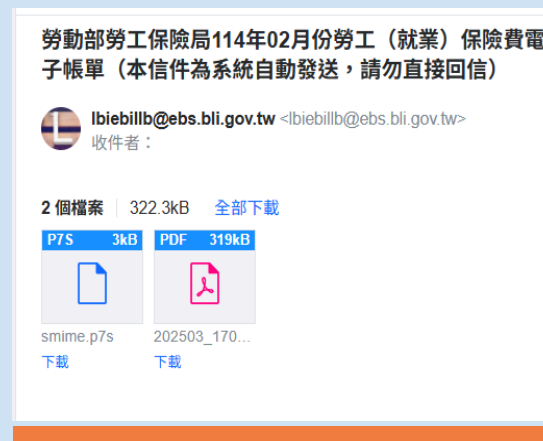 勞動部勞工保險局114年02月份勞工（就業）保險費電
子帳單（本信件為系統自動發送，請勿直接回信）
L
lbiebillb@ebs.bli.gov.tw <lbiebillb@ebs.bli.gov.tw>
收件者：
2 個檔案 322.3kB 全部下載
P7S 3kB PDF 319kB
smime.p7s 202503_170...
下載 下載